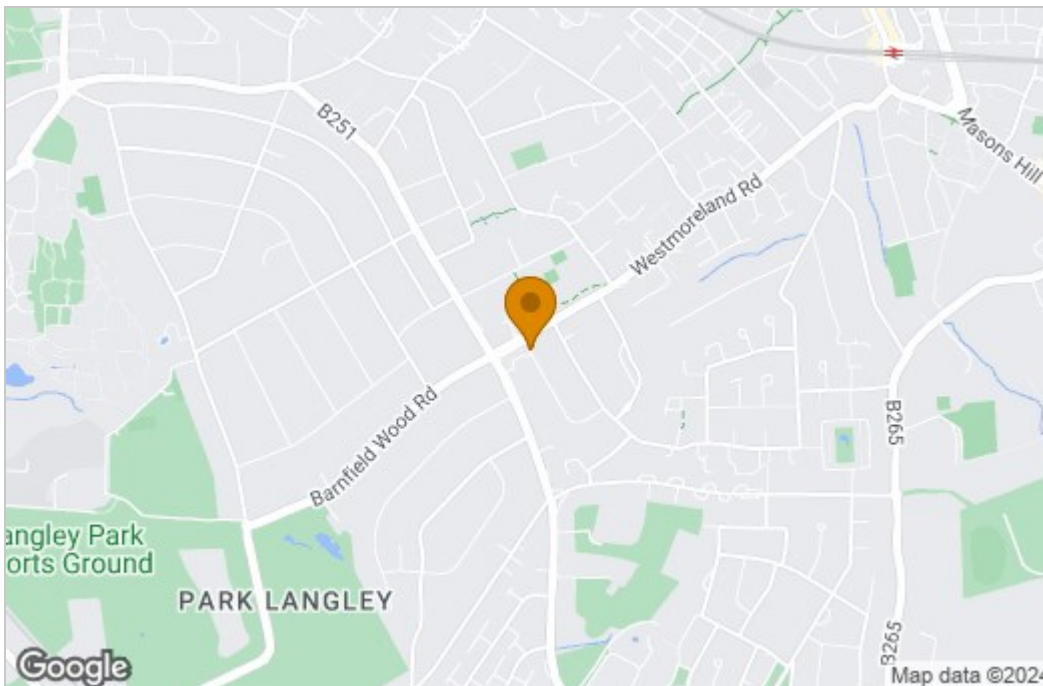 B251
Masons Hill
Westmoreland Rd
Barnfield Wood Rd
B265
angley Park
orts Ground
PARK LANGLEY
B265
Google
Map data ©2024